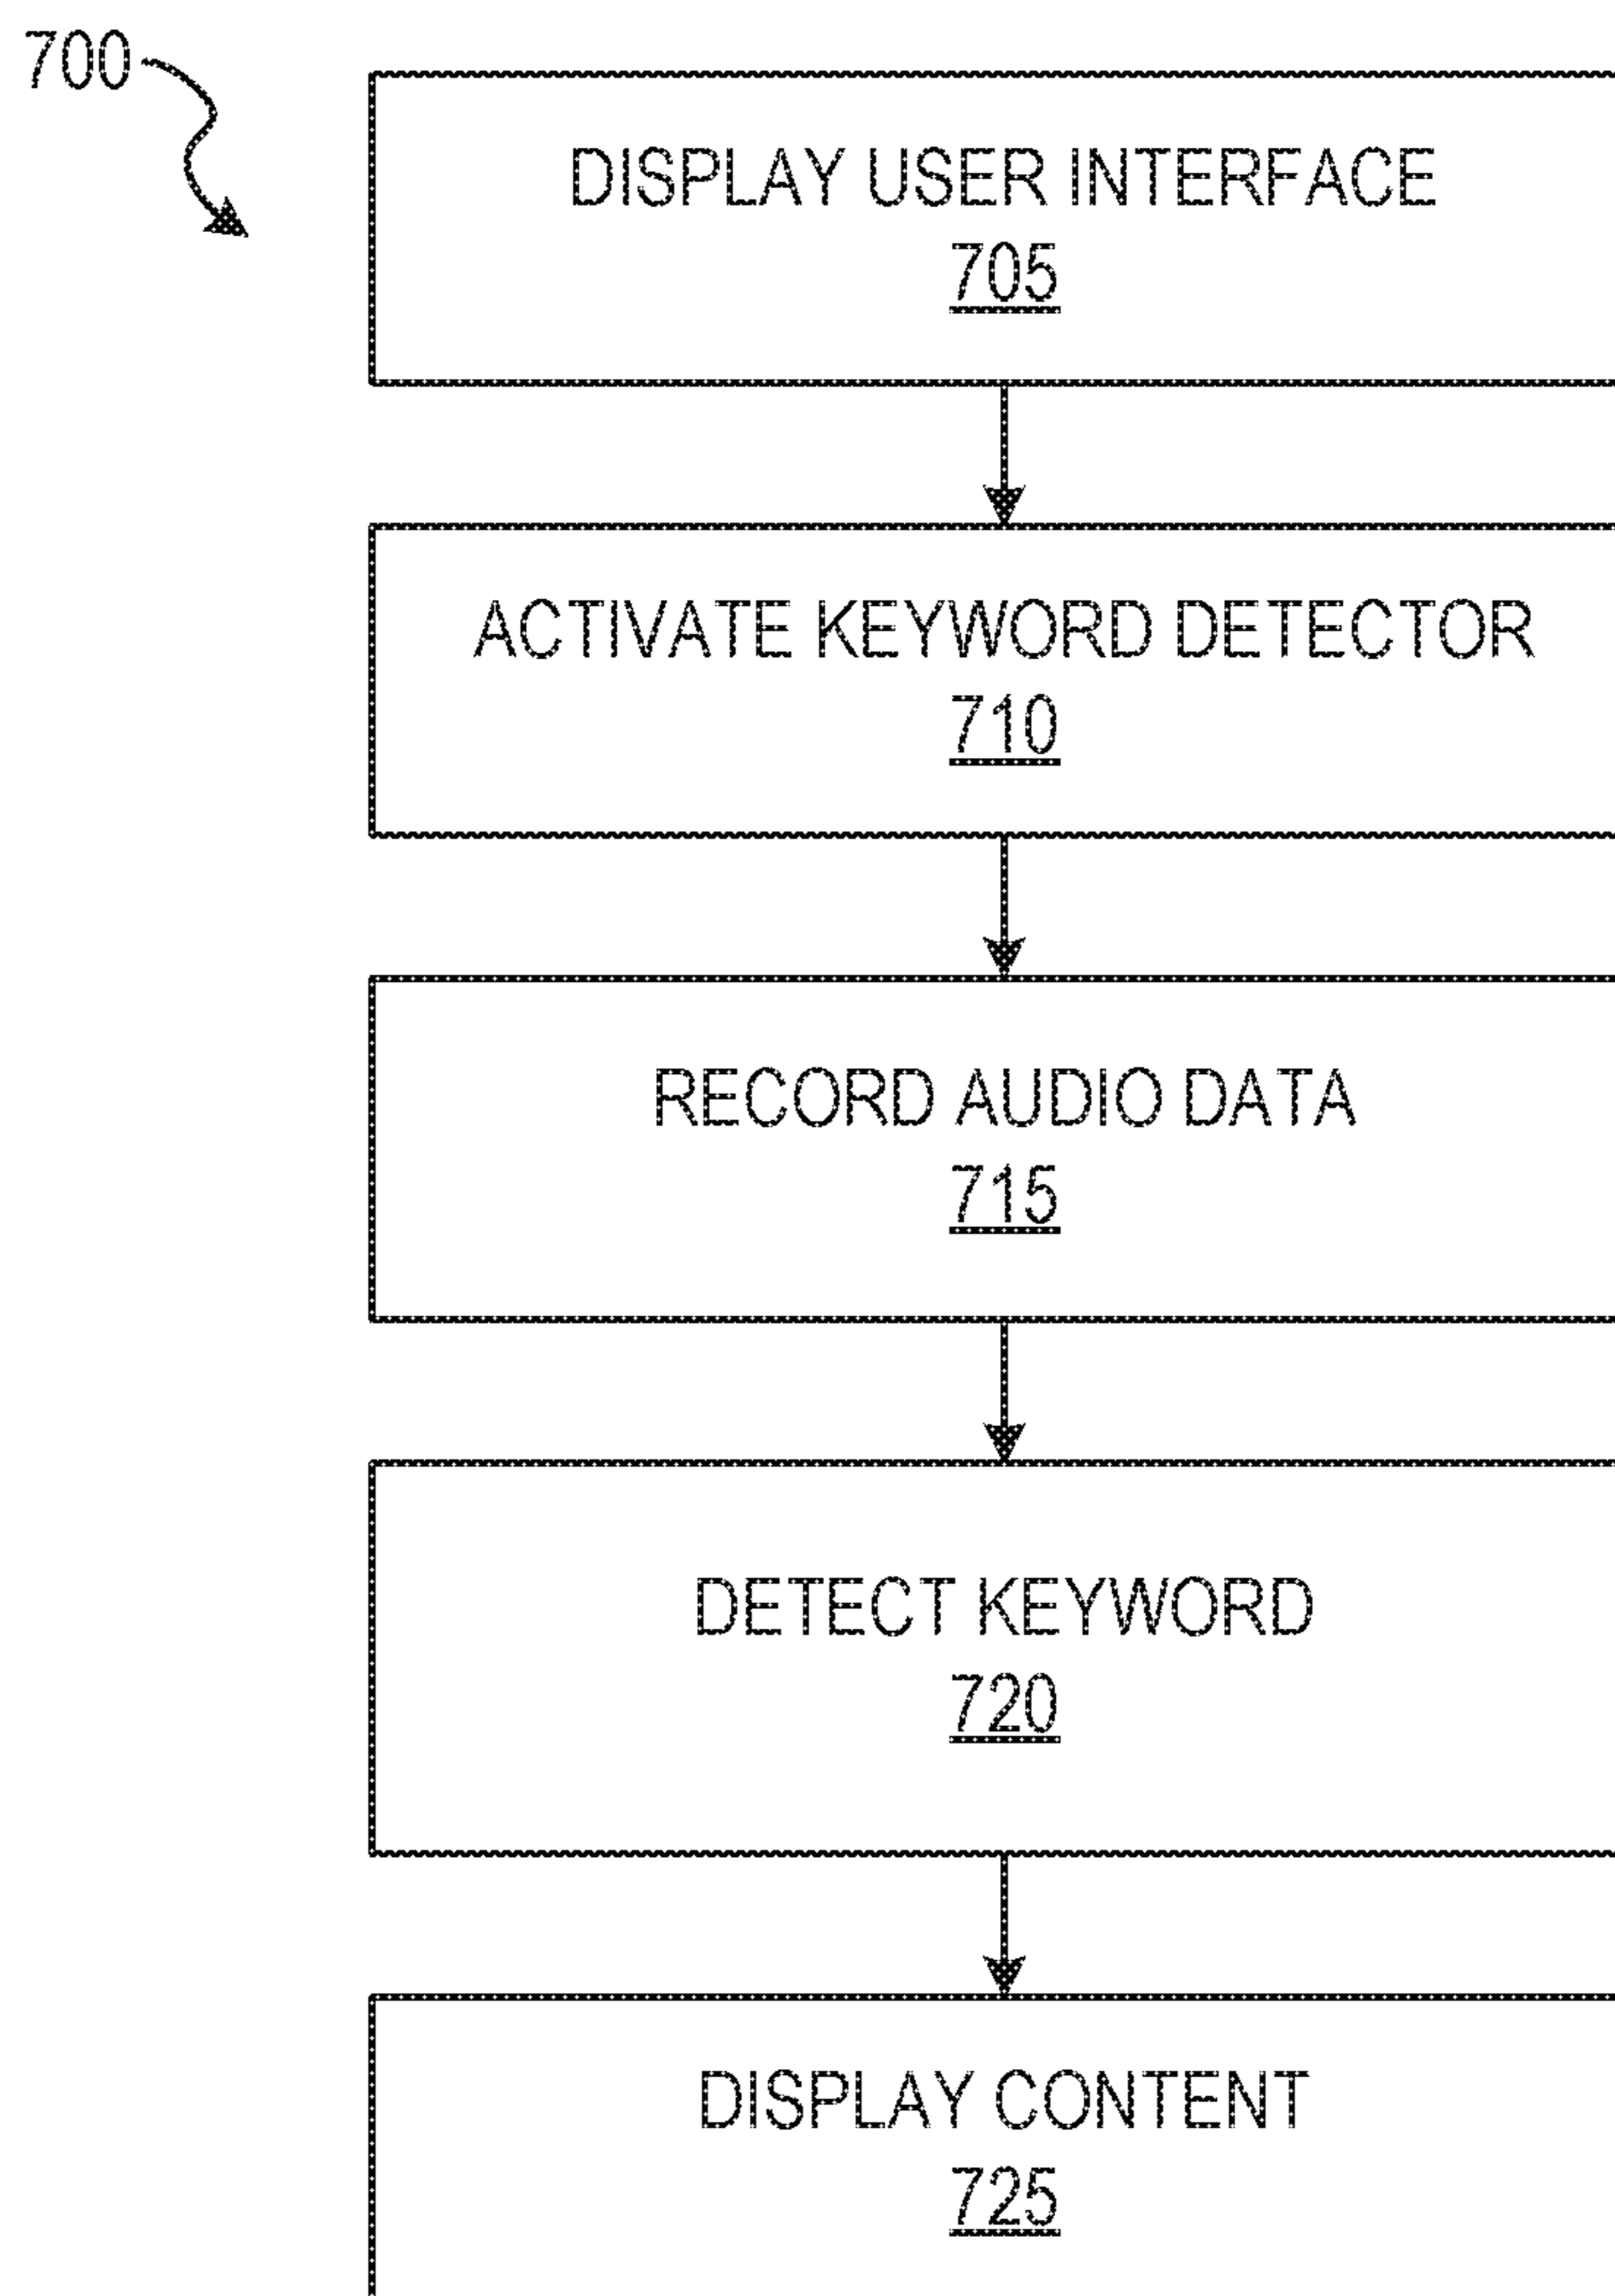 700
DISPLAY USER INTERFACE
705
ACTIVATE KEYWORD DETECTOR
710
RECORD AUDIO DATA
715
DETECT KEYWORD
720
DISPLAY CONTENT
725